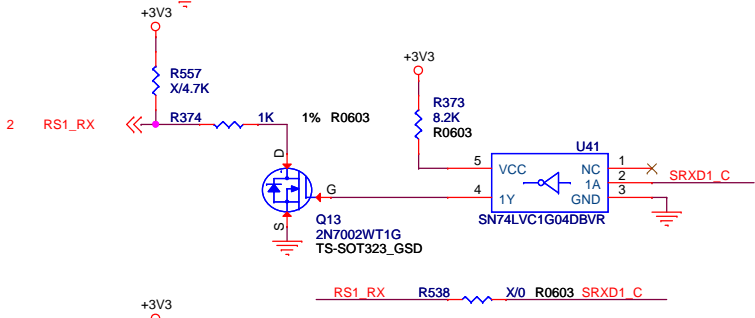 +3V3
R557
X/4.7K
+3V3
2 RS1_RX R374 1K 1% R0603
R373
8.2K
R0603
U41
D
5 VCC NC 1
1A 2 SRXD1_C
G 4 1Y GND 3
S
Q13
2N7002WT1G
TS-SOT323_GSD
SN74LVC1G04DBVR
RS1_RX R538 X/0 R0603 SRXD1_C
+3V3